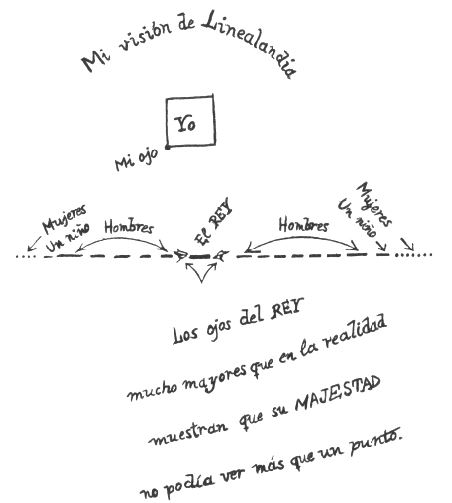 Mi visión de Linealandia
Yo
Mi ojo
Mujeres
Un niño
Hombres
El REY
Hombres
Mujeres
Un niño
Los ojos del REY
mucho mayores que en la realidad
muestran que su MAJESTAD
no podía ver más que un punto.